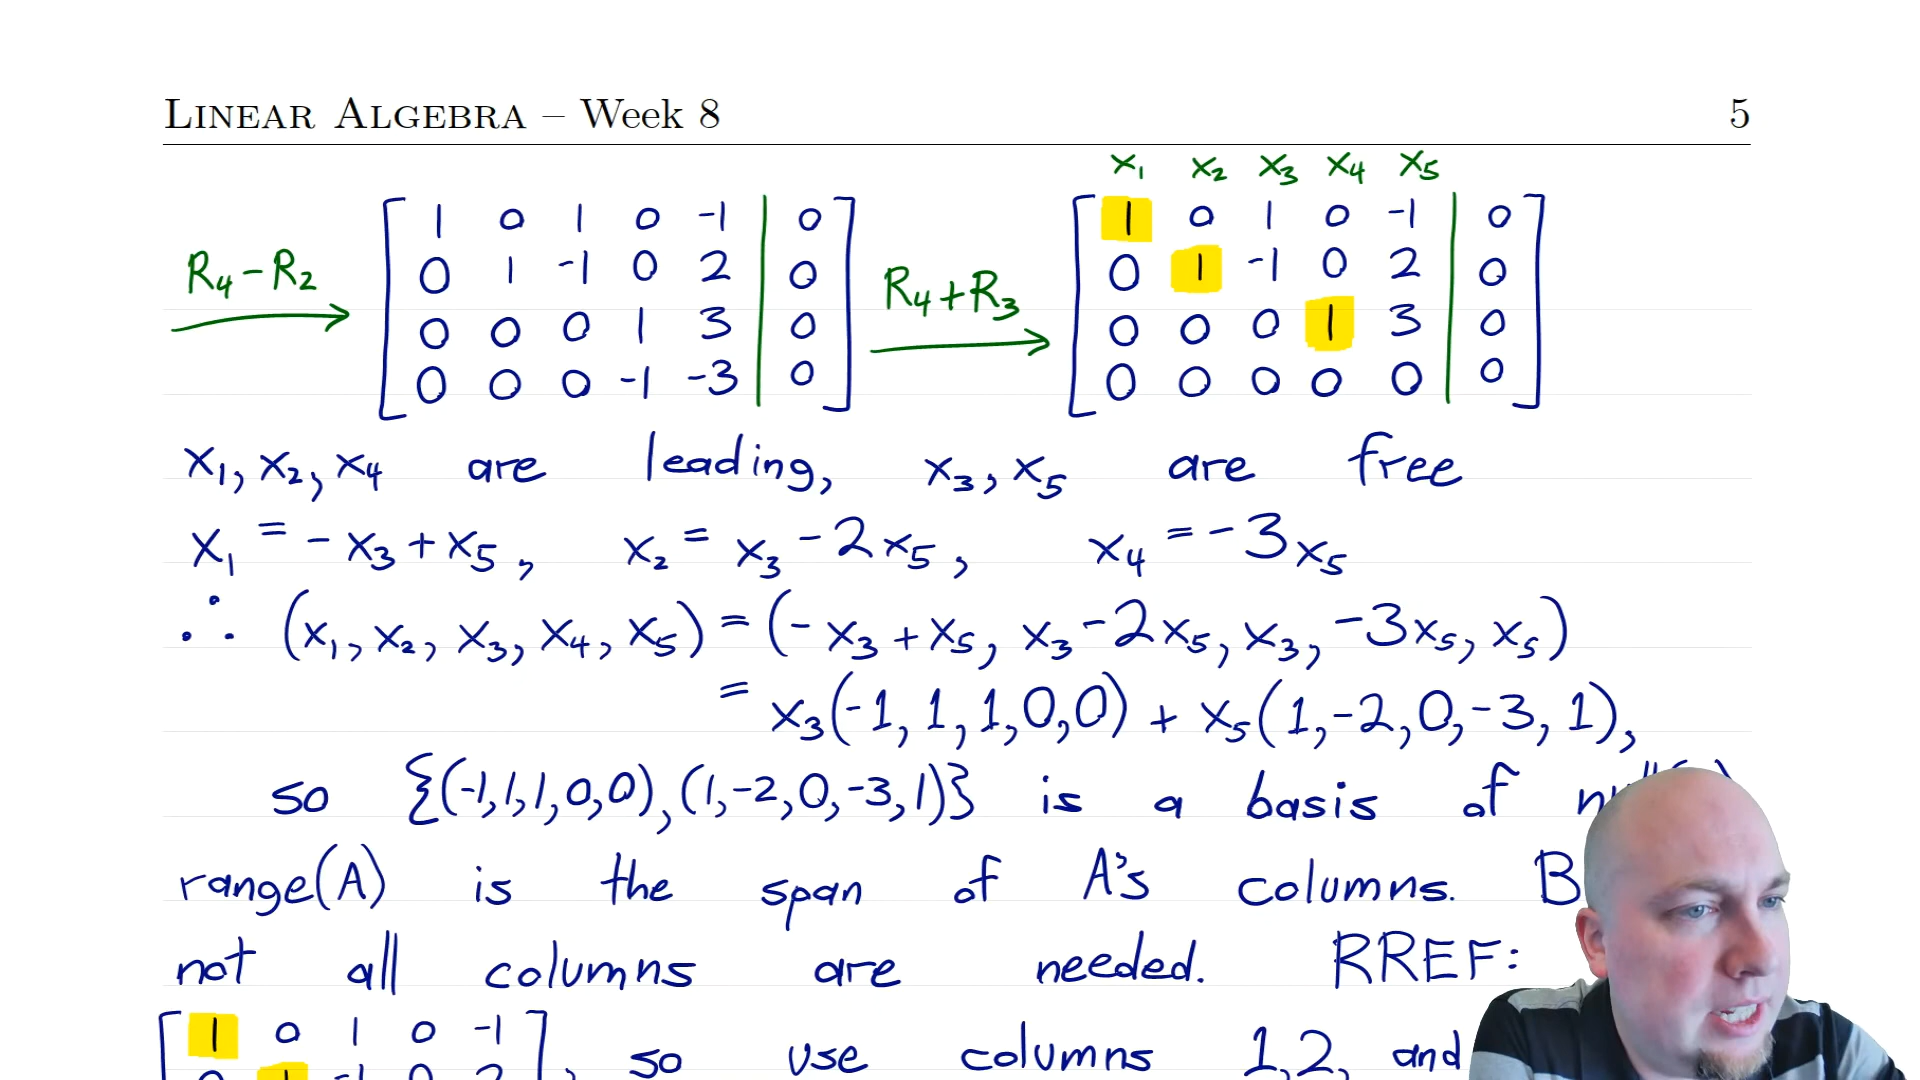 LINEAR ALGEBRA – Week 8 5
x₁ x₂ x₃ x₄ x₅
R₄-R₂ [ 1 0 1 0 -1 | 0 ] R₄+R₃ [ 1 0 1 0 -1 | 0 ]
[ 0 1 -1 0 2 | 0 ] [ 0 1 -1 0 2 | 0 ]
[ 0 0 0 1 3 | 0 ] [ 0 0 0 1 3 | 0 ]
[ 0 0 0 -1 -3 | 0 ] [ 0 0 0 0 0 | 0 ]
x₁, x₂, x₄ are leading, x₃, x₅ are free
x₁ = -x₃ + x₅, x₂ = x₃ - 2x₅, x₄ = -3x₅
∴ (x₁, x₂, x₃, x₄, x₅) = (-x₃ + x₅, x₃ - 2x₅, x₃, -3x₅, x₅)
= x₃(-1, 1, 1, 0, 0) + x₅(1, -2, 0, -3, 1),
so {(-1,1,1,0,0), (1,-2,0,-3,1)} is a basis of
range(A) is the span of A's columns.
not all columns are needed. RREF:
[ 1 0 1 0 -1 ], so use columns 1,2, and